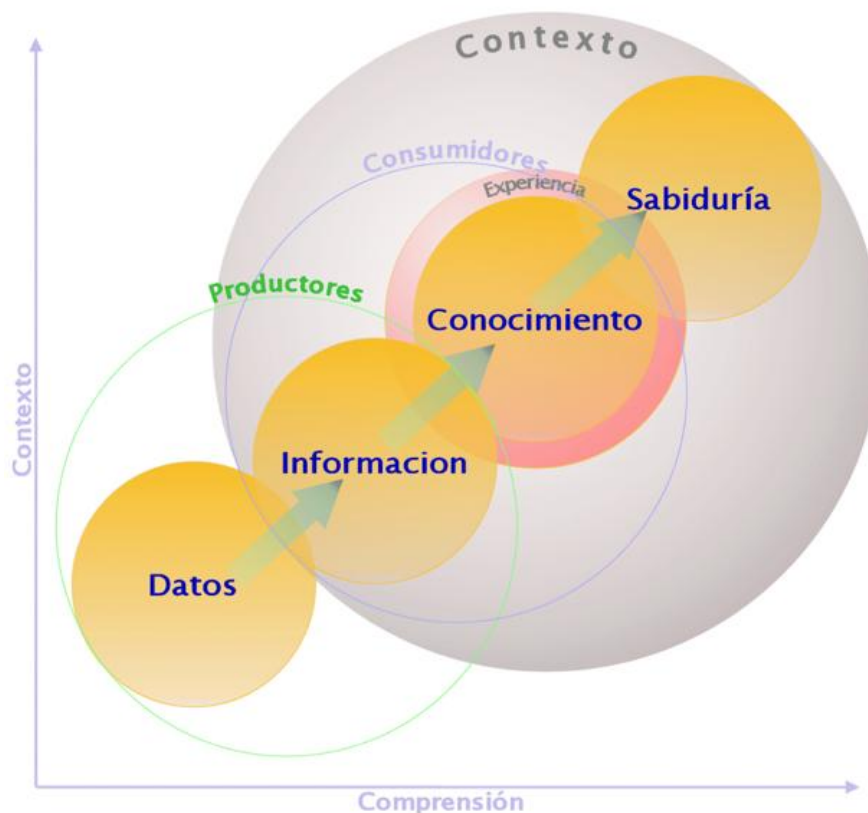 Contexto
Consumidores
Experiencia
Sabiduría
Productores
Conocimiento
Contexto
Informacion
Datos
Comprensión